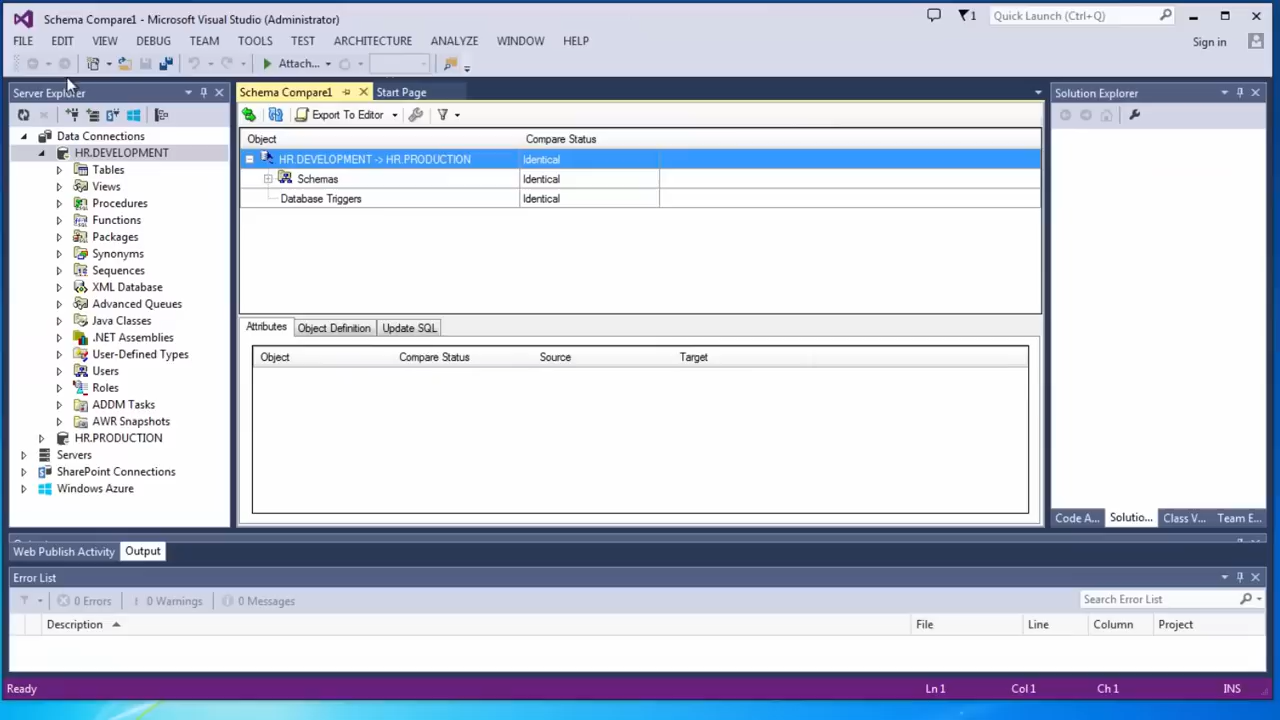 Schema Compare1 - Microsoft Visual Studio (Administrator)
1
Quick Launch (Ctrl+Q)
FILE EDIT VIEW DEBUG TEAM TOOLS TEST ARCHITECTURE ANALYZE WINDOW HELP
Sign in
Attach...
Server Explorer
Data Connections
HR.DEVELOPMENT
Tables
Views
Procedures
Functions
Packages
Synonyms
Sequences
XML Database
Advanced Queues
Java Classes
.NET Assemblies
User-Defined Types
Users
Roles
ADDM Tasks
AWR Snapshots
HR.PRODUCTION
Servers
SharePoint Connections
Windows Azure
Schema Compare1 Start Page
Export To Editor
Object Compare Status
HR.DEVELOPMENT -> HR.PRODUCTION Identical
Schemas Identical
Database Triggers Identical
Attributes Object Definition Update SQL
Object Compare Status Source Target
Solution Explorer
Code A... Solutio... Class V... Team E...
Web Publish Activity Output
Error List
0 Errors 0 Warnings 0 Messages
Search Error List
Description File Line Column Project
Ready Ln 1 Col 1 Ch 1 INS